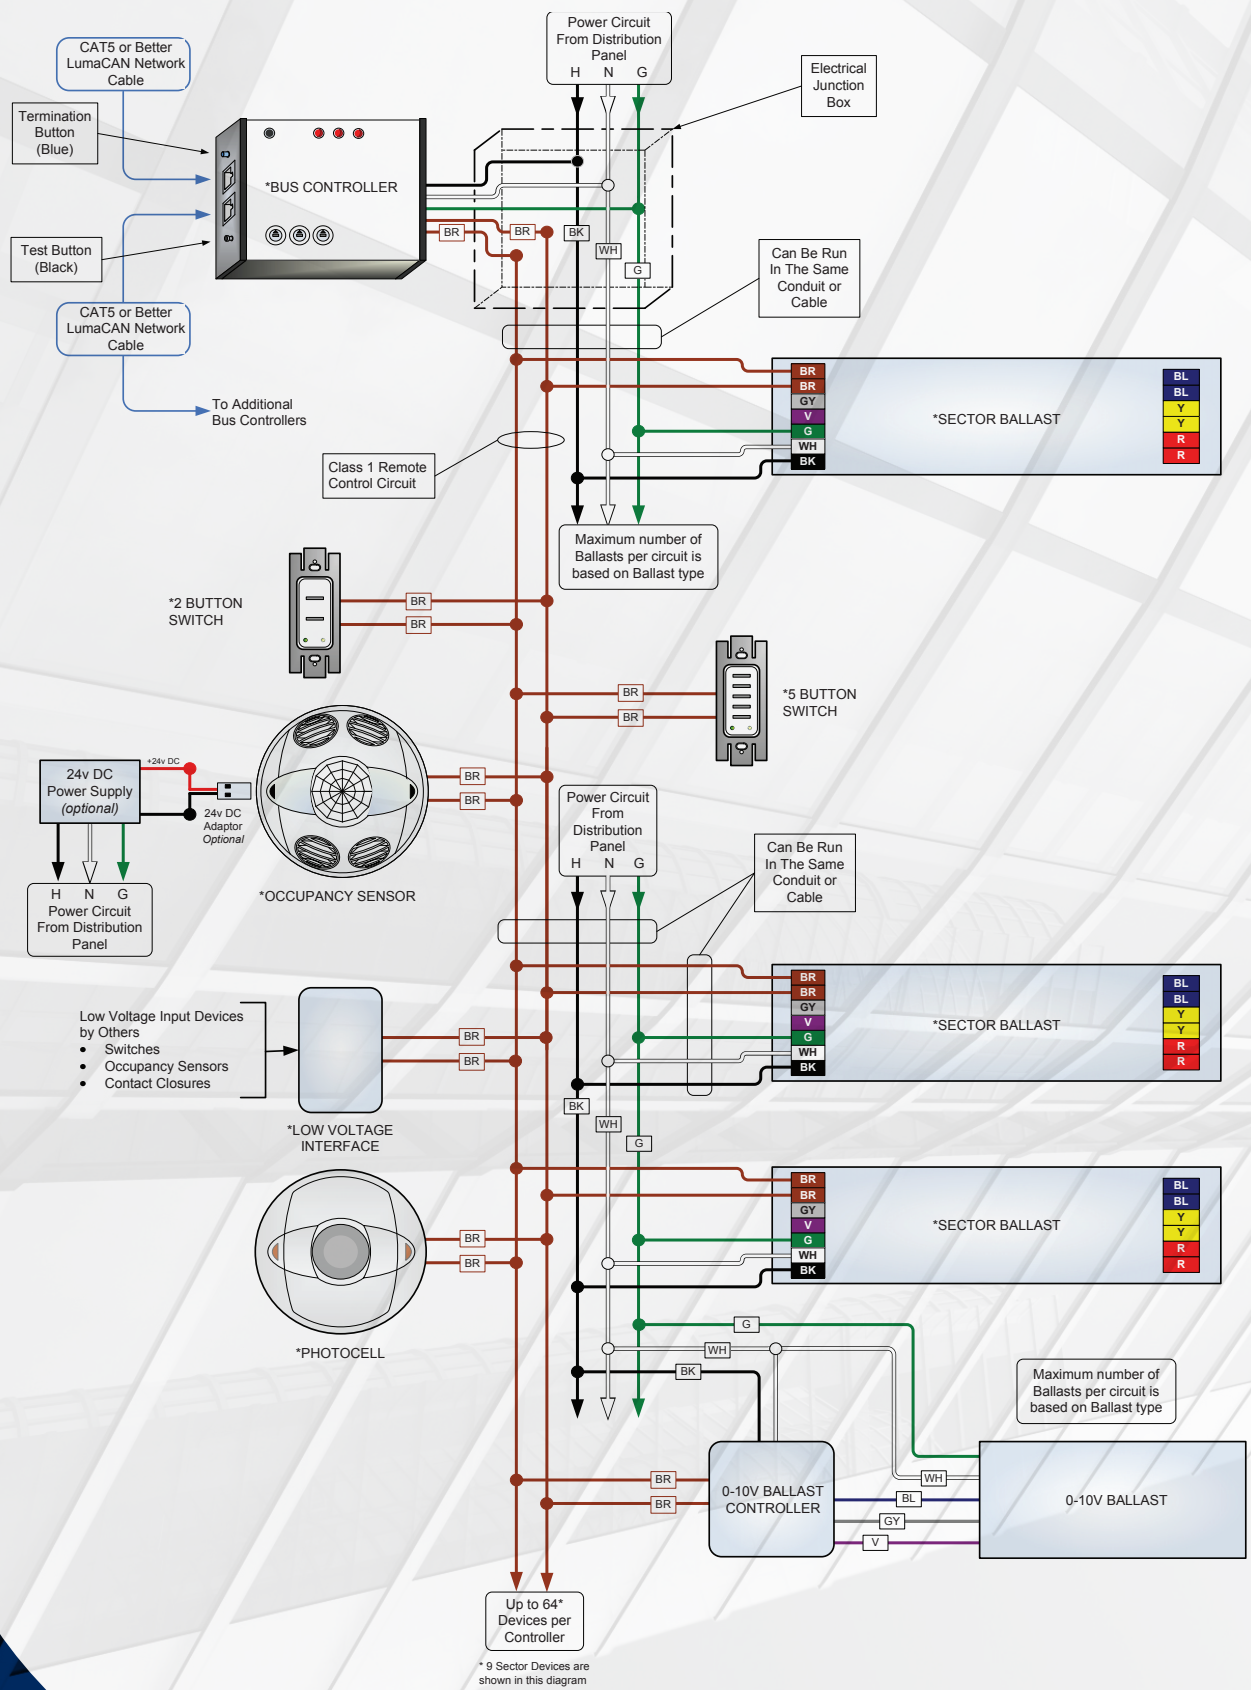 CAT5 or Better
LumaCAN Network
Cable
Power Circuit
From Distribution
Panel
H N G
Electrical
Junction
Box
Termination
Button
(Blue)
*BUS CONTROLLER
Test Button
(Black)
BR
BR
BK
WH
G
Can Be Run
In The Same
Conduit or
Cable
CAT5 or Better
LumaCAN Network
Cable
To Additional
Bus Controllers
BR
BR
GY
V
G
WH
BK
*SECTOR BALLAST
BL
BL
Y
Y
R
R
Class 1 Remote
Control Circuit
Maximum number of
Ballasts per circuit is
based on Ballast type
*2 BUTTON
SWITCH
BR
BR
BR
BR
*5 BUTTON
SWITCH
24v DC
Power Supply
(optional)
+24v DC
24v DC
Adaptor
Optional
H N G
Power Circuit
From Distribution
Panel
BR
BR
*OCCUPANCY SENSOR
Power Circuit
From
Distribution
Panel
H N G
Can Be Run
In The Same
Conduit or
Cable
Low Voltage Input Devices
by Others
• Switches
• Occupancy Sensors
• Contact Closures
BR
BR
*LOW VOLTAGE
INTERFACE
BR
BR
GY
V
G
WH
BK
*SECTOR BALLAST
BL
BL
Y
Y
R
R
BK
WH
G
BR
BR
*PHOTOCELL
BR
BR
GY
V
G
WH
BK
*SECTOR BALLAST
BL
BL
Y
Y
R
R
G
WH
BK
Maximum number of
Ballasts per circuit is
based on Ballast type
BR
BR
0-10V BALLAST
CONTROLLER
WH
BL
GY
V
0-10V BALLAST
Up to 64*
Devices per
Controller
* 9 Sector Devices are
shown in this diagram